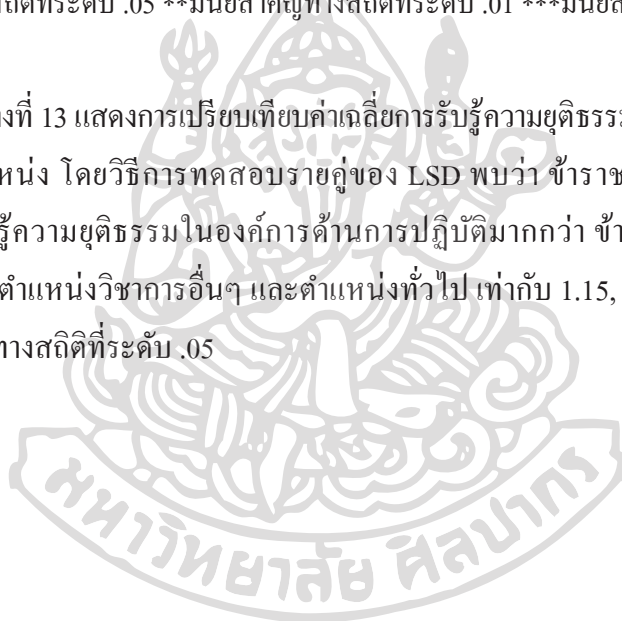 ถิติที่ระดับ .05 **มีนัยสำคัญทางสถิติที่ระดับ .01 ***มีนัยส
งที่ 13 แสดงการเปรียบเทียบค่าเฉลี่ยการรับรู้ความยุติธรร
หน่ง โดยวิธีการทดสอบรายคู่ของ LSD พบว่า ข้าราช
รู้ความยุติธรรมในองค์การด้านการปฏิบัติมากกว่า ข้
ตำแหน่งวิชาการอื่นๆ และตำแหน่งทั่วไป เท่ากับ 1.15,
ทางสถิติที่ระดับ .05
มหาวิทยาลัย ศิลปากร